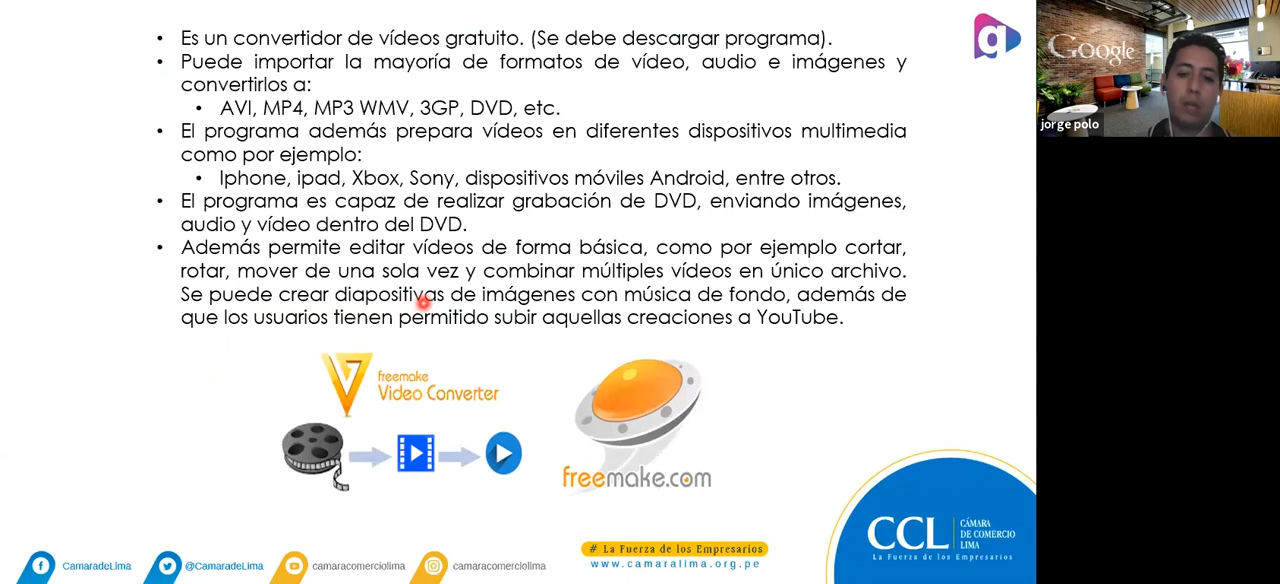 • Es un convertidor de vídeos gratuito. (Se debe descargar programa).
• Puede importar la mayoría de formatos de vídeo, audio e imágenes y
convertirlos a:
• AVI, MP4, MP3 WMV, 3GP, DVD, etc.
• El programa además prepara vídeos en diferentes dispositivos multimedia
como por ejemplo:
• Iphone, ipad, Xbox, Sony, dispositivos móviles Android, entre otros.
• El programa es capaz de realizar grabación de DVD, enviando imágenes,
audio y vídeo dentro del DVD.
• Además permite editar vídeos de forma básica, como por ejemplo cortar,
rotar, mover de una sola vez y combinar múltiples vídeos en único archivo.
Se puede crear diapositivas de imágenes con música de fondo, además de
que los usuarios tienen permitido subir aquellas creaciones a YouTube.
freemake
Video Converter
freemake.com
Google
jorge polo
CCL
CÁMARA
DE COMERCIO
LIMA
La Fuerza de los Empresarios
CamaradeLima
@CamaradeLima
camaracomerciolima
camaracomerciolima
# La Fuerza de los Empresarios
www.camaralima.org.pe